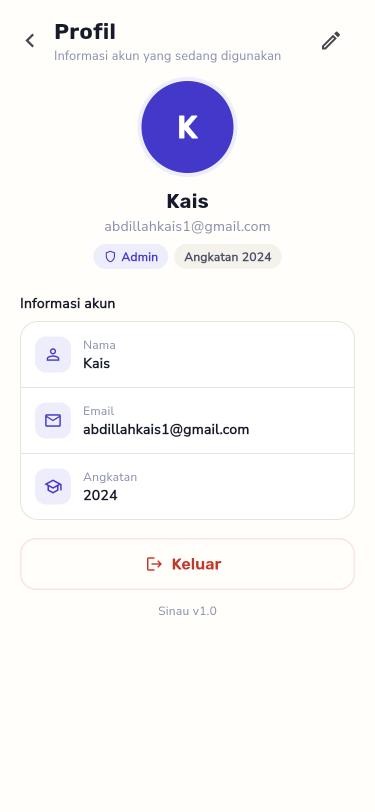 Profil
Informasi akun yang sedang digunakan
K
Kais
abdillahkais1@gmail.com
Admin
Angkatan 2024
Informasi akun
Nama
Kais
Email
abdillahkais1@gmail.com
Angkatan
2024
Keluar
Sinau v1.0